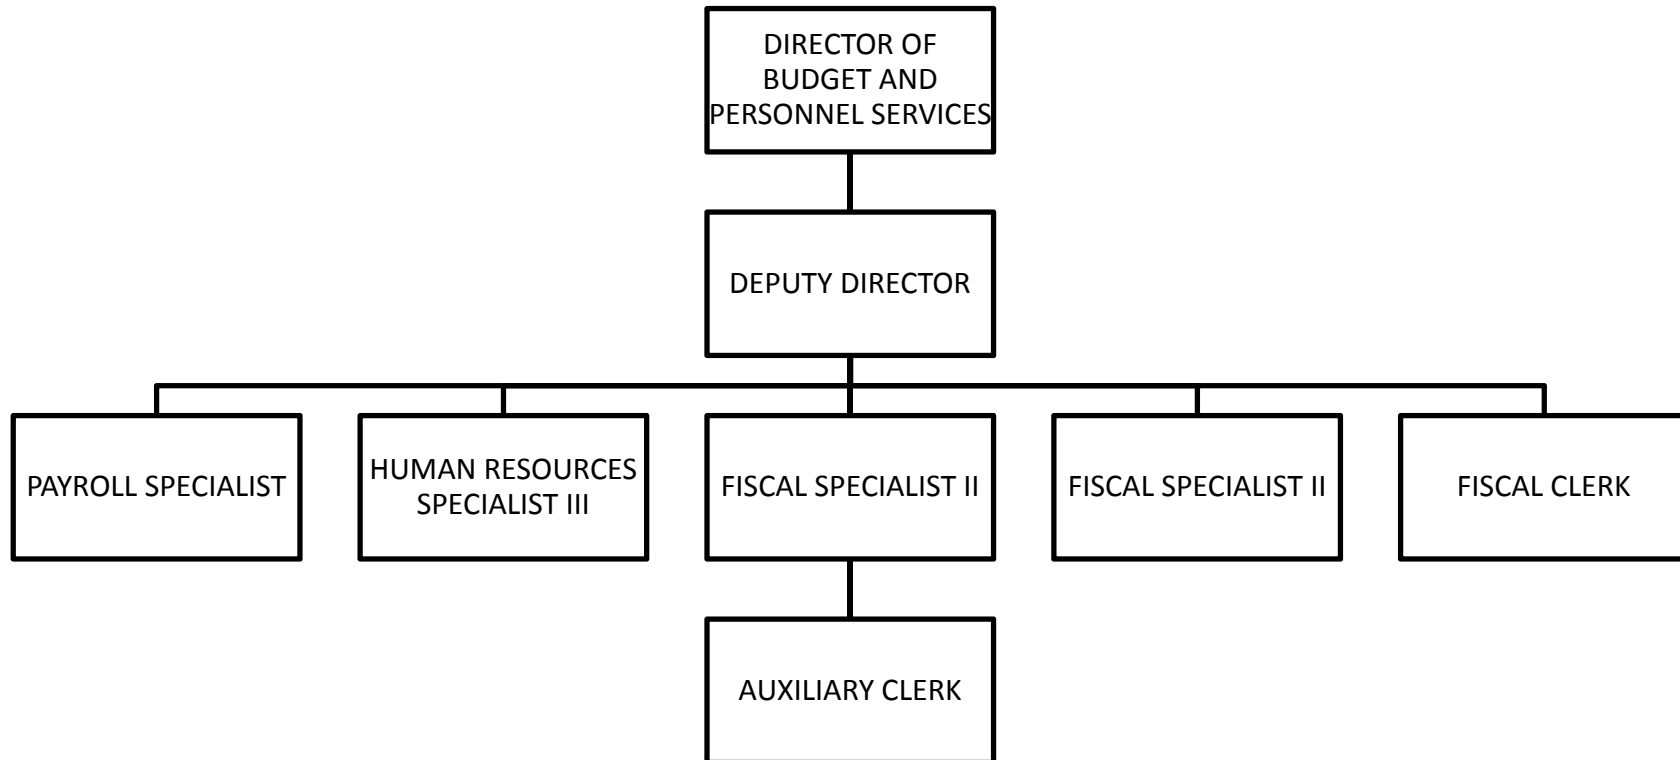 DIRECTOR OF
BUDGET AND
PERSONNEL SERVICES
DEPUTY DIRECTOR
PAYROLL SPECIALIST
HUMAN RESOURCES
SPECIALIST III
FISCAL SPECIALIST II
FISCAL SPECIALIST II
FISCAL CLERK
AUXILIARY CLERK